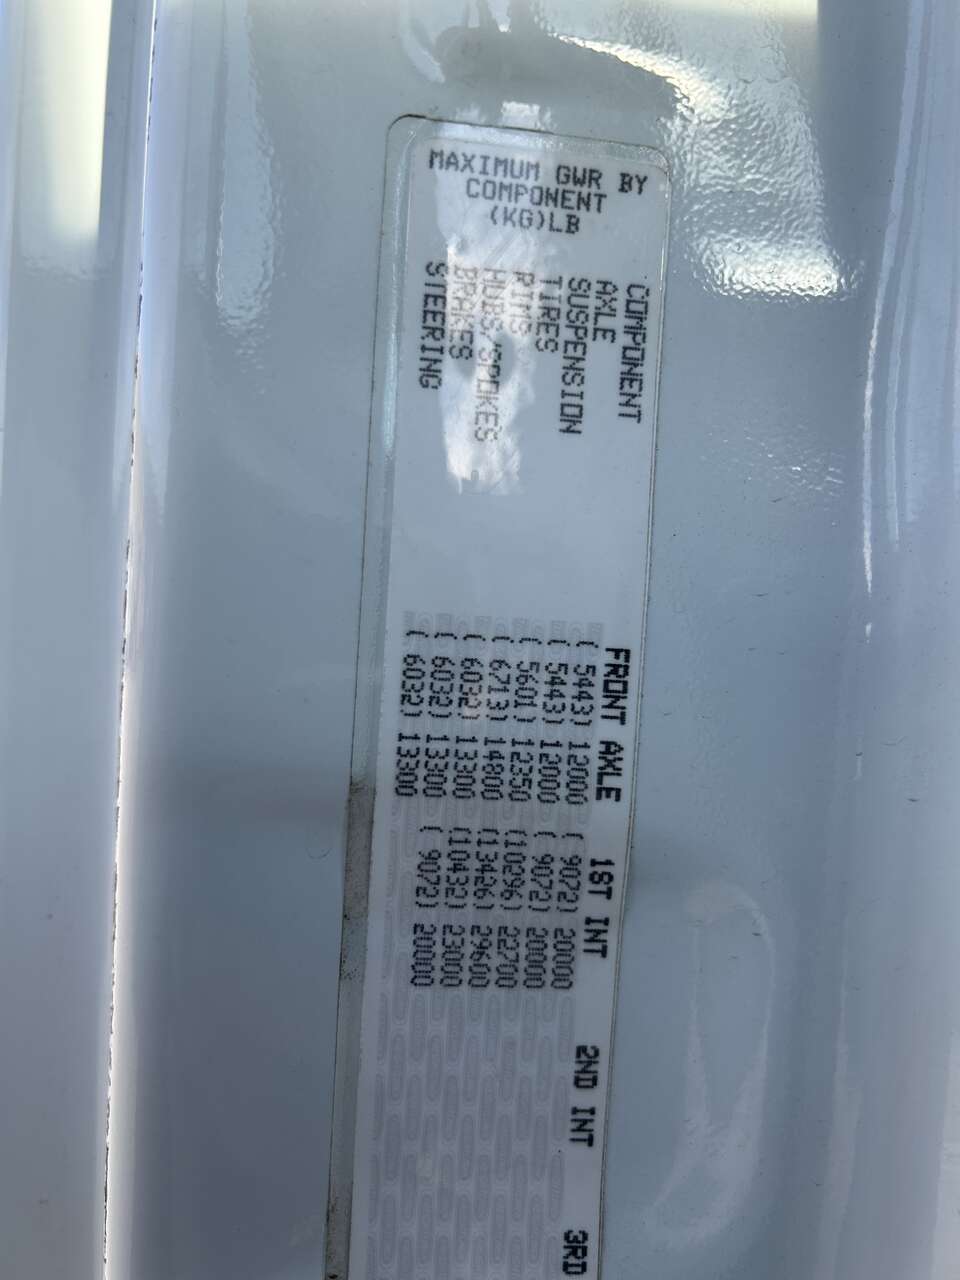 MAXIMUM GWR BY
COMPONENT
(KG)LB
COMPONENT FRONT AXLE 1ST INT 2ND INT 3RD
AXLE ( 5443) 12000 ( 9072) 20000
SUSPENSION ( 5443) 12000 ( 9072) 20000
TIRES ( 5601) 12350 (10296) 22700
RIMS ( 6713) 14800 (13426) 29600
HUBS/SPOKES ( 6032) 13300 (10432) 23000
BRAKES ( 6032) 13300 ( 9072) 20000
STEERING ( 6032) 13300